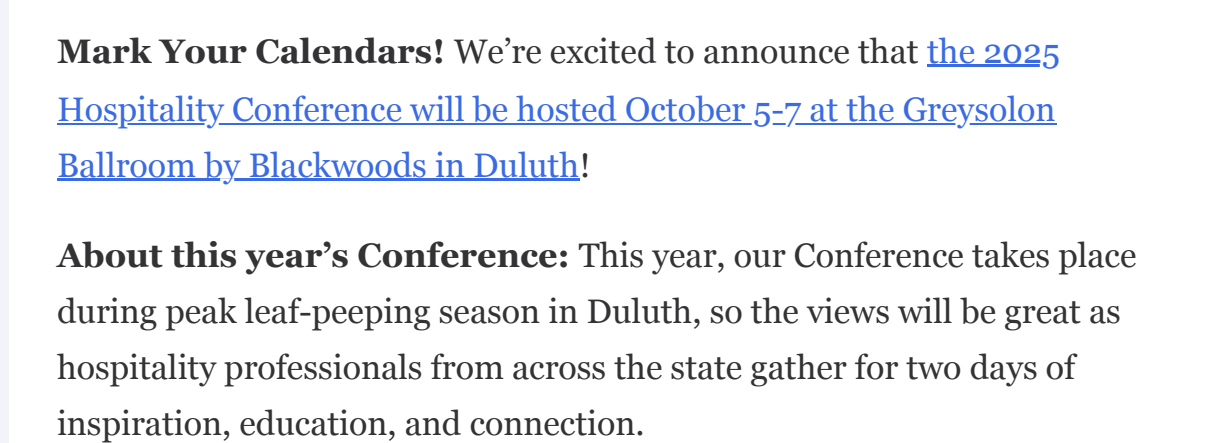 Mark Your Calendars! We’re excited to announce that the 2025
Hospitality Conference will be hosted October 5-7 at the Greysolon
Ballroom by Blackwoods in Duluth!
About this year’s Conference: This year, our Conference takes place
during peak leaf-peeping season in Duluth, so the views will be great as
hospitality professionals from across the state gather for two days of
inspiration, education, and connection.